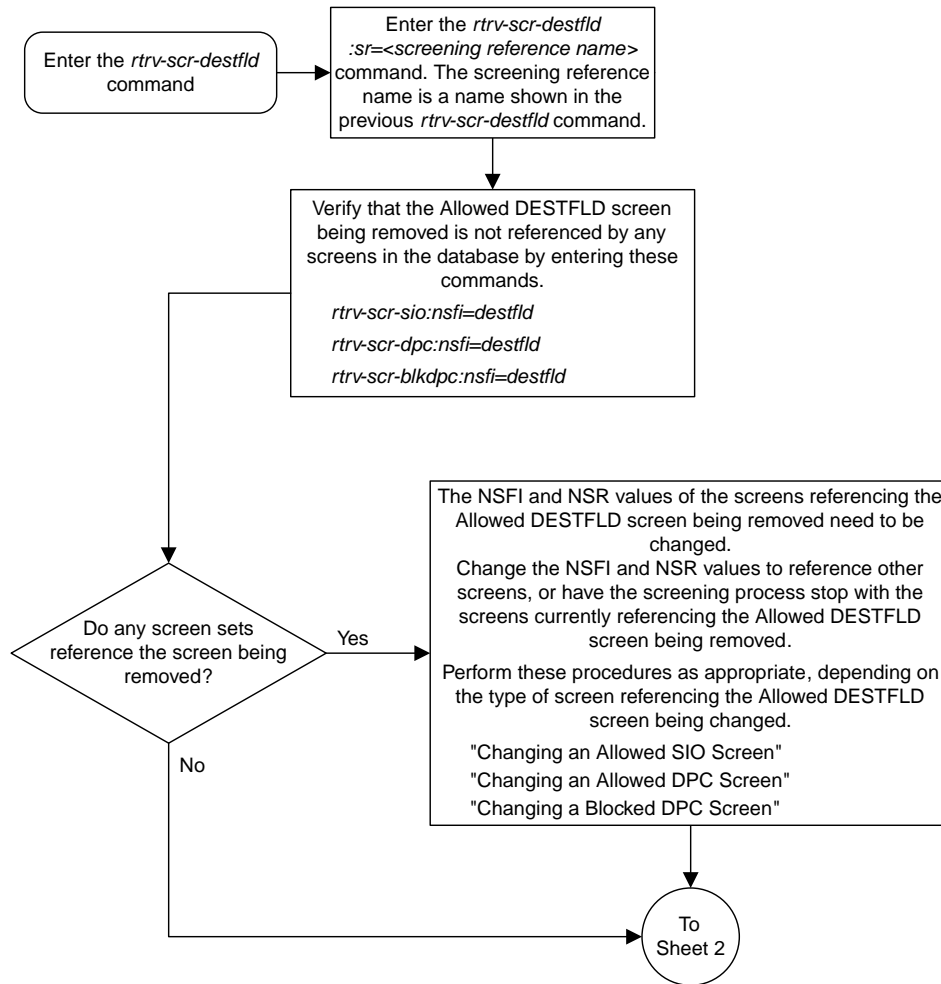 Enter the rtrv-scr-destfld
command
Enter the rtrv-scr-destfld
:sr=<screening reference name>
command. The screening reference
name is a name shown in the
previous rtrv-scr-destfld command.
Verify that the Allowed DESTFLD screen
being removed is not referenced by any
screens in the database by entering these
commands.
rtrv-scr-sio:nsfi=destfld
rtrv-scr-dpc:nsfi=destfld
rtrv-scr-blkdpc:nsfi=destfld
Do any screen sets
reference the screen being
removed?
Yes
No
The NSFI and NSR values of the screens referencing the
Allowed DESTFLD screen being removed need to be
changed.
Change the NSFI and NSR values to reference other
screens, or have the screening process stop with the
screens currently referencing the Allowed DESTFLD
screen being removed.
Perform these procedures as appropriate, depending on
the type of screen referencing the Allowed DESTFLD
screen being changed.
"Changing an Allowed SIO Screen"
"Changing an Allowed DPC Screen"
"Changing a Blocked DPC Screen"
To
Sheet 2